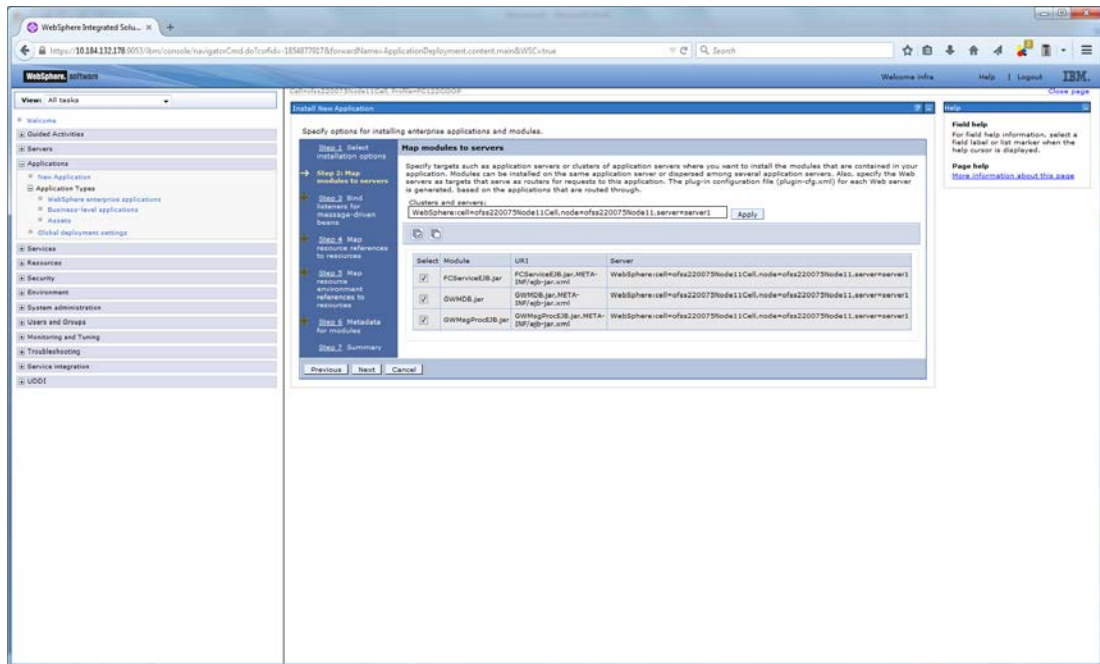 WebSphere Integrated Solu... × +
https://10.184.132.178:9053/ibm/console/navigatorCmd.do?csrfid=-1854877917&forwardName=ApplicationDeployment.content.main&WSC=true
Search
WebSphere. software
Welcome infra
Help | Logout
IBM.
View: All tasks
Welcome
Guided Activities
Servers
Applications
New Application
Application Types
WebSphere enterprise applications
Business-level applications
Assets
Global deployment settings
Services
Resources
Security
Environment
System administration
Users and Groups
Monitoring and Tuning
Troubleshooting
Service integration
UDDI
Cell=ofss220075Node11Cell, Profile=FC122COOP
Close page
Install New Application
Specify options for installing enterprise applications and modules.
Step 1 Select
installation options
Step 2: Map
modules to servers
Step 3 Bind
listeners for
message-driven
beans
Step 4 Map
resource references
to resources
Step 5 Map
resource
environment
references to
resources
Step 6 Metadata
for modules
Step 7 Summary
Map modules to servers
Specify targets such as application servers or clusters of application servers where you want to install the modules that are contained in your
application. Modules can be installed on the same application server or dispersed among several application servers. Also, specify the Web
servers as targets that serve as routers for requests to this application. The plug-in configuration file (plugin-cfg.xml) for each Web server
is generated, based on the applications that are routed through.
Clusters and servers:
WebSphere:cell=ofss220075Node11Cell,node=ofss220075Node11,server=server1
Apply
Select Module URI Server
FCServiceEJB.jar FCServiceEJB.jar,META-INF/ejb-jar.xml WebSphere:cell=ofss220075Node11Cell,node=ofss220075Node11,server=server1
GWMDB.jar GWMDB.jar,META-INF/ejb-jar.xml WebSphere:cell=ofss220075Node11Cell,node=ofss220075Node11,server=server1
GWMsgProcEJB.jar GWMsgProcEJB.jar,META-INF/ejb-jar.xml WebSphere:cell=ofss220075Node11Cell,node=ofss220075Node11,server=server1
Previous Next Cancel
Help
Field help
For field help information, select a
field label or list marker when the
help cursor is displayed.
Page help
More information about this page